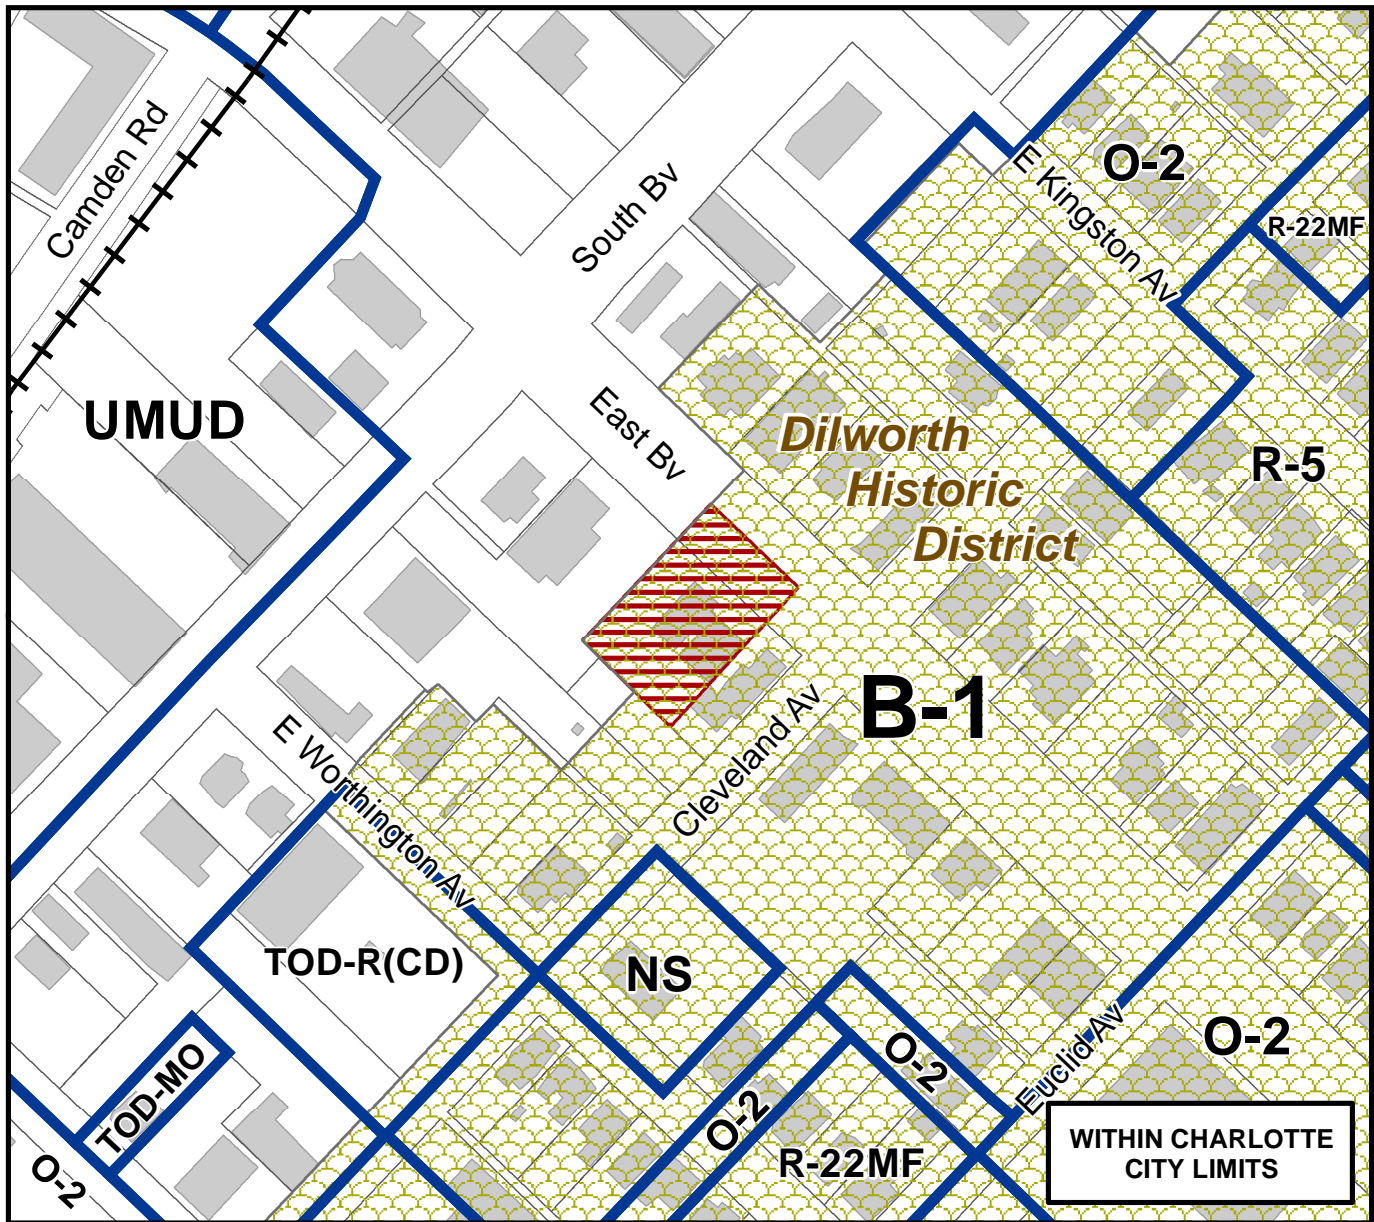 Camden Rd
South Bv
E Kingston Av
O-2
R-22MF
UMUD
East Bv
Dilworth
Historic
District
R-5
B-1
E Worthington Av
Cleveland Av
TOD-R(CD)
NS
Euclid Av
O-2
O-2
TOD-MO
O-2
O-2
R-22MF
WITHIN CHARLOTTE
CITY LIMITS